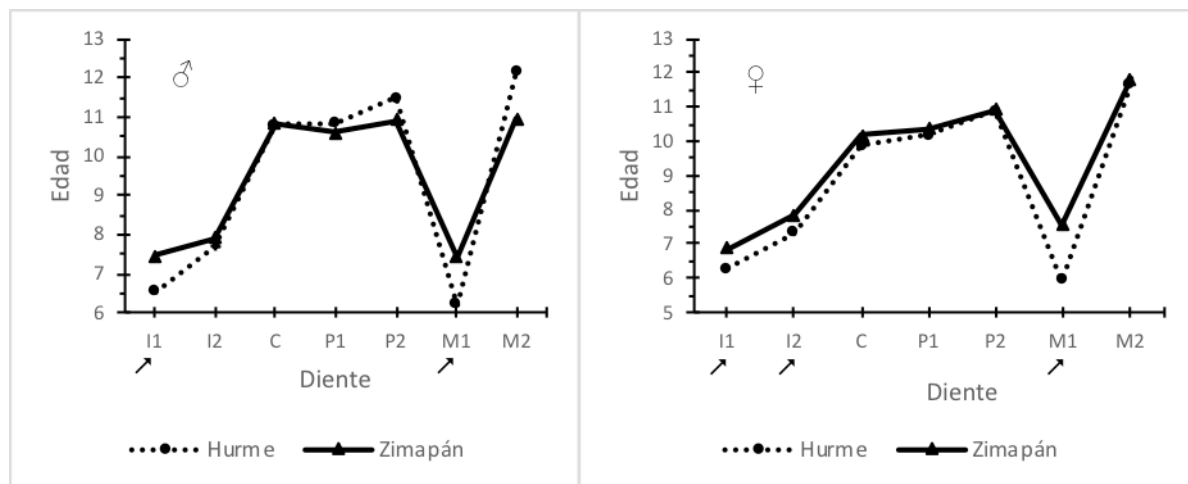 13
12
11
10
9
8
7
6
Edad
♂
I1 I2 C P1 P2 M1 M2
↗ ↗
Diente
Hurme Zimapán
13
12
11
10
9
8
7
6
5
Edad
♀
I1 I2 C P1 P2 M1 M2
↗ ↗ ↗
Diente
Hurme Zimapán